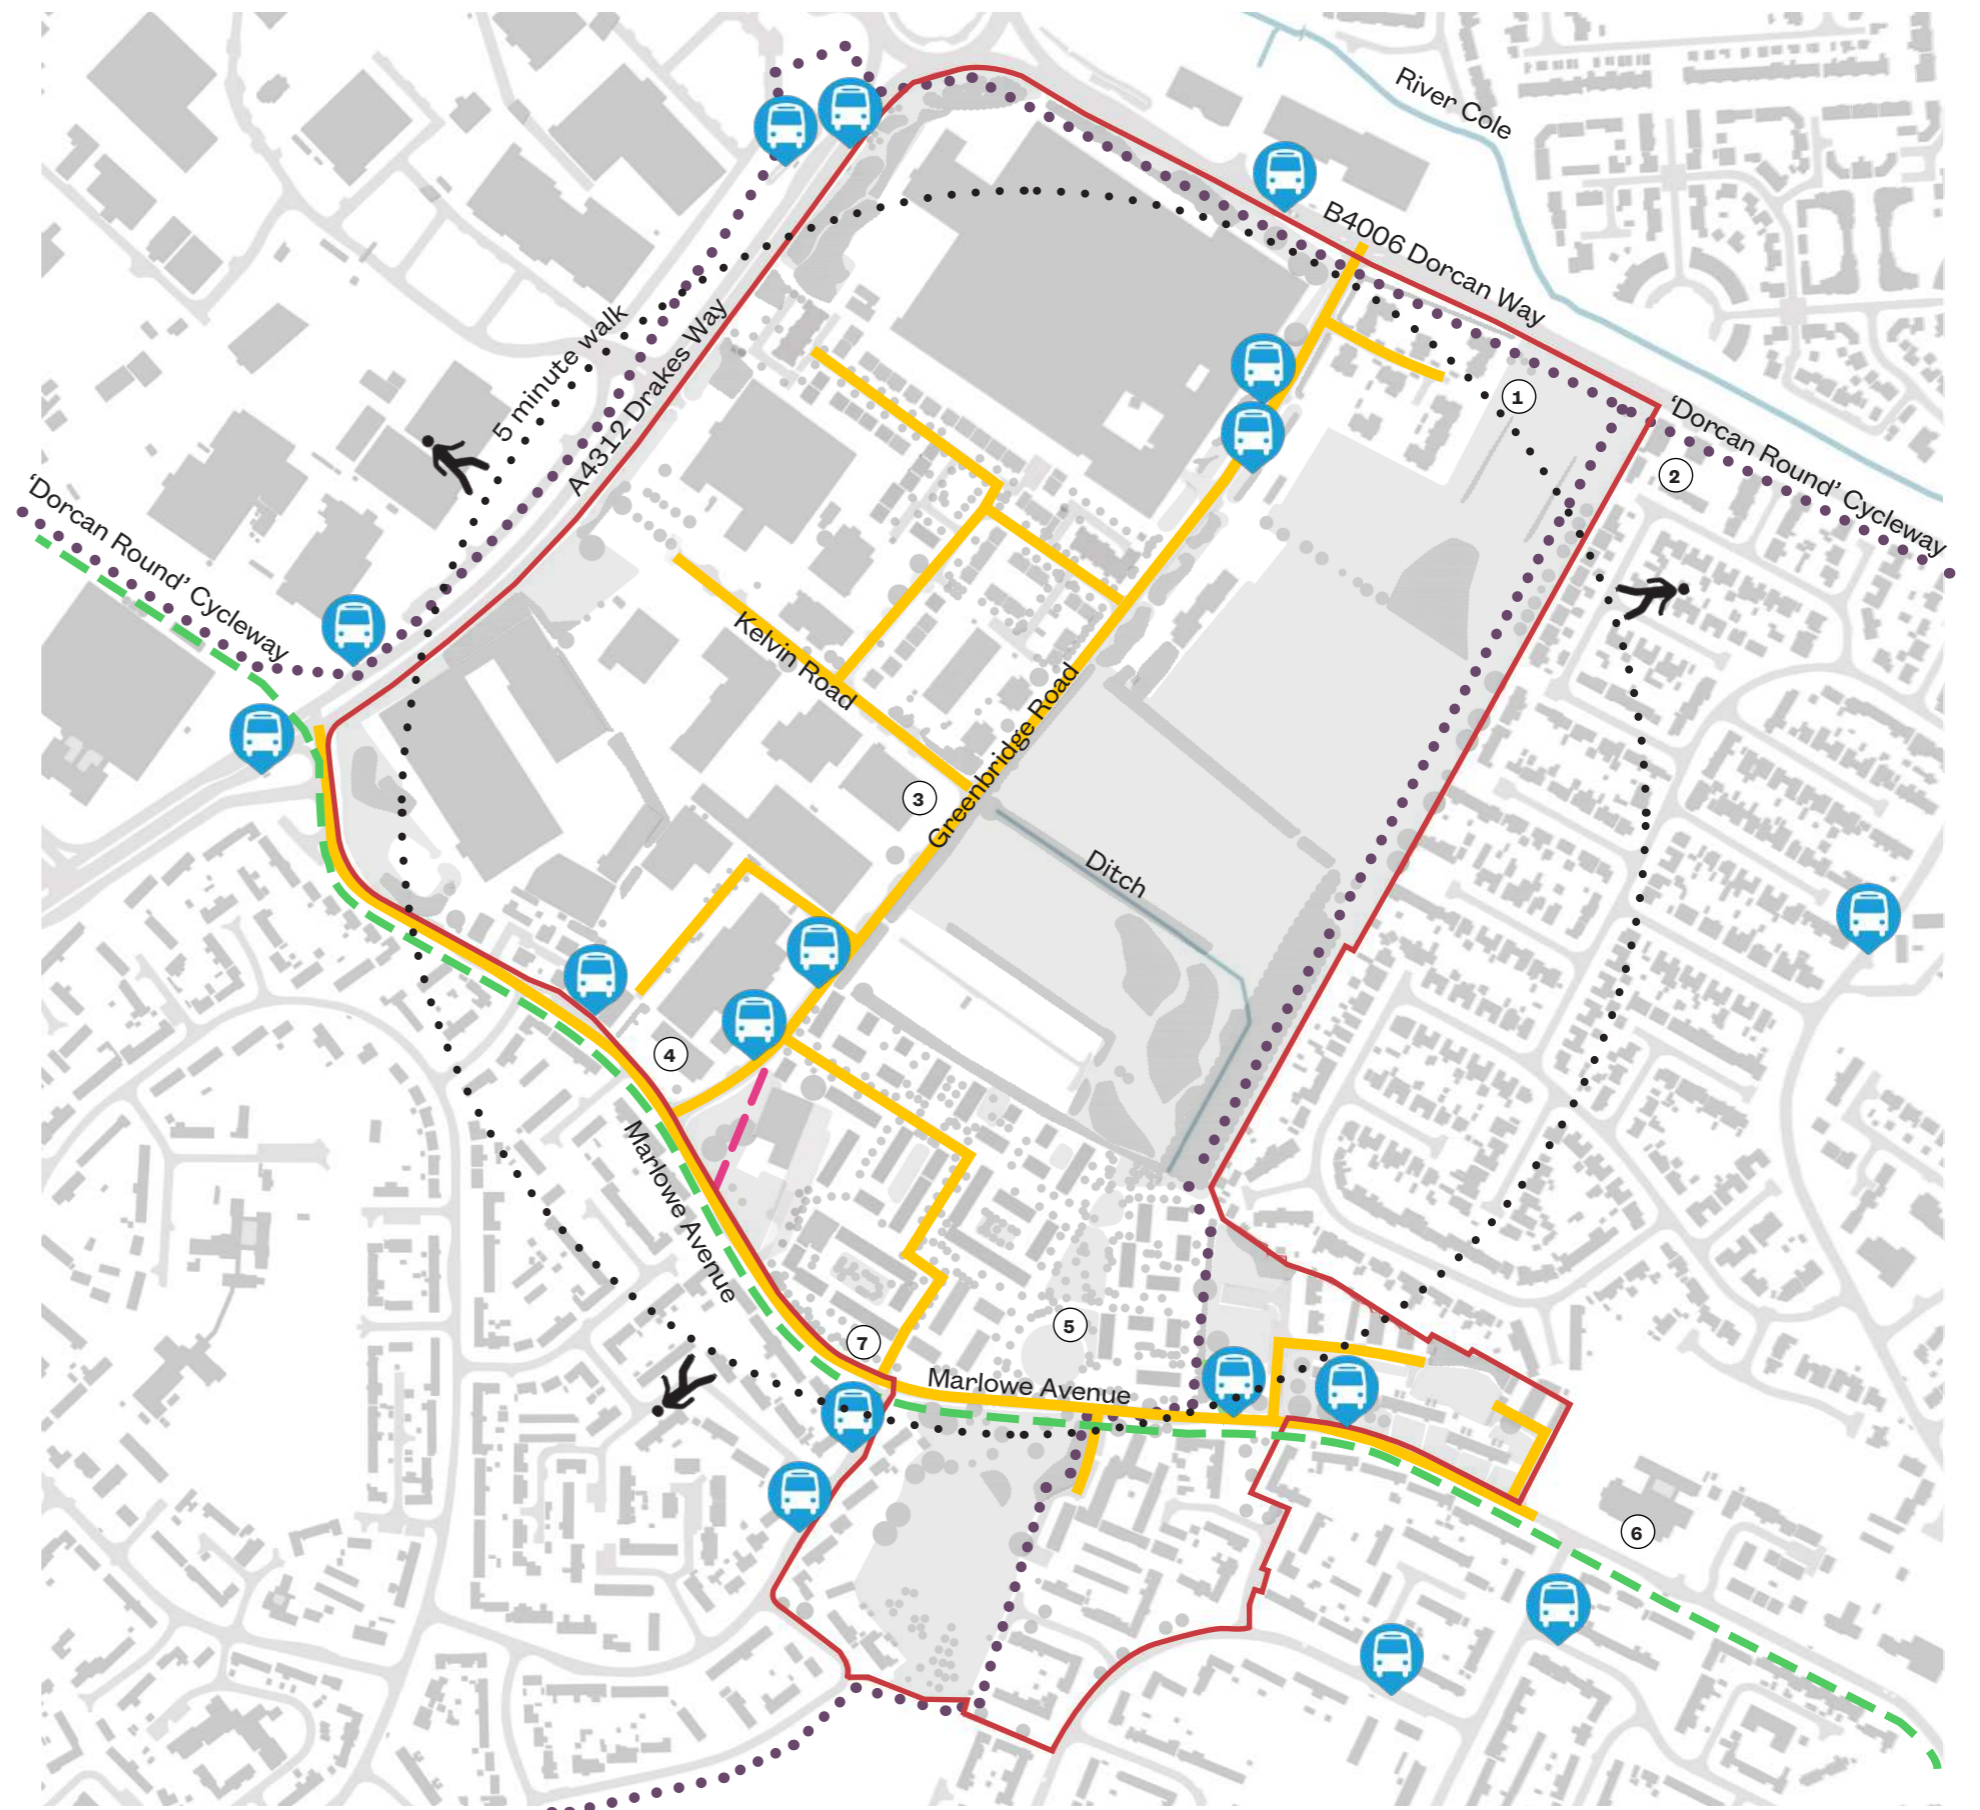 River Cole
B4006 Dorcan Way
5 minute walk
A4312 Drakes Way
1
'Dorcan Round' Cycleway
2
'Dorcan Round' Cycleway
Kelvin Road
Greenbridge Road
3
Ditch
4
Marlowe Avenue
5
7
Marlowe Avenue
6